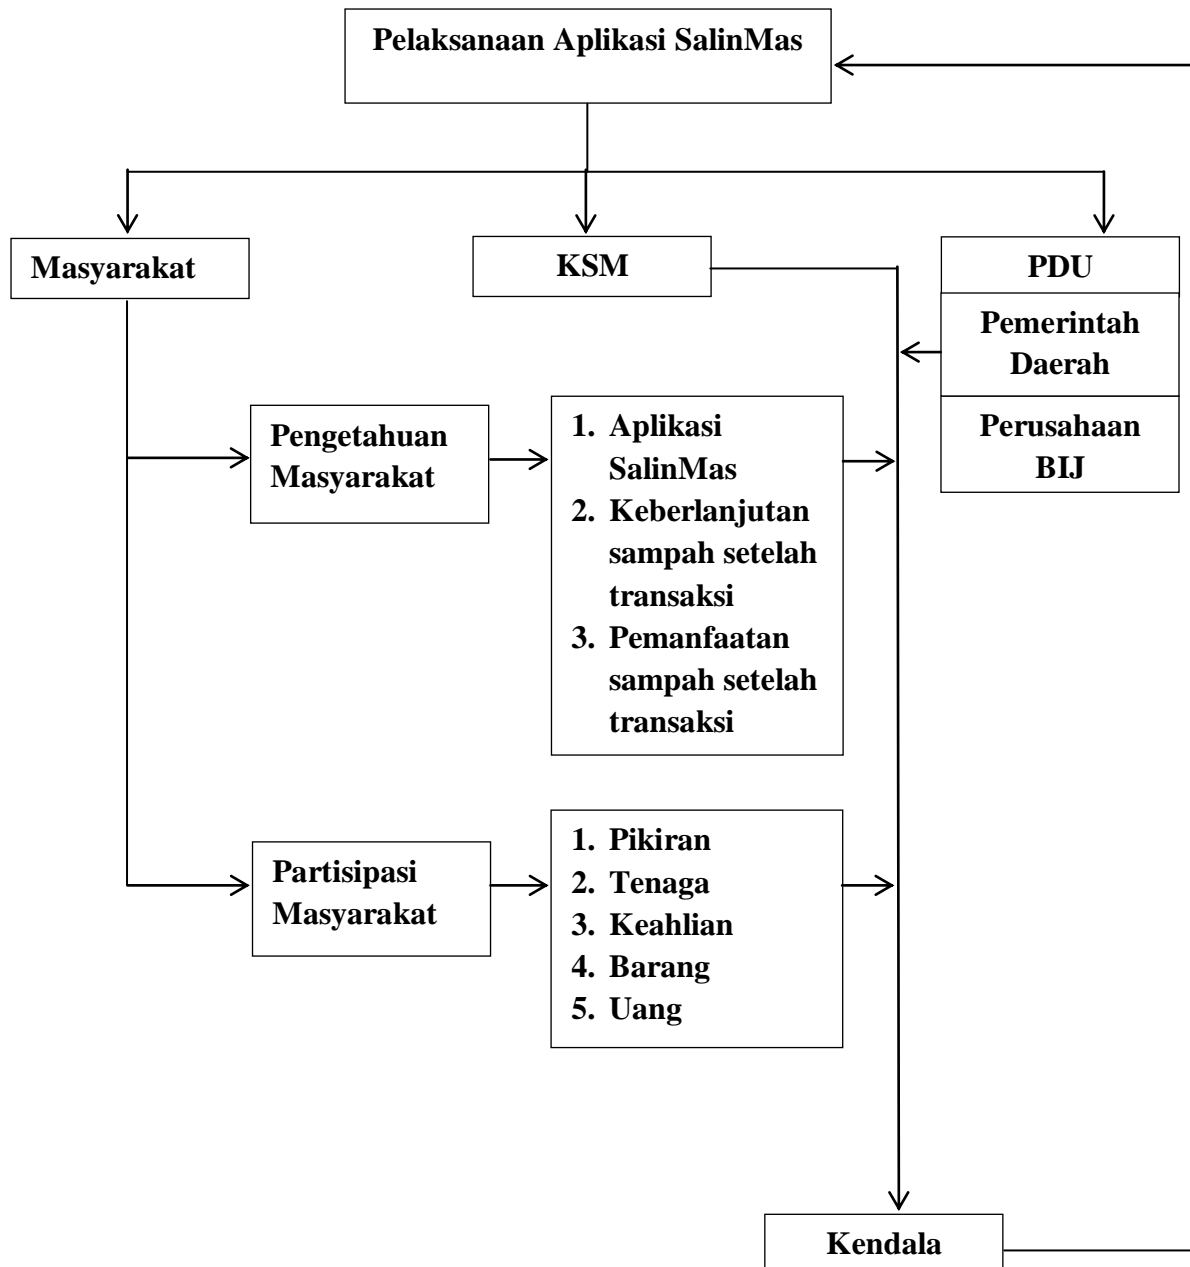 Pelaksanaan Aplikasi SalinMas
Masyarakat
KSM
PDU
Pemerintah
Daerah
Perusahaan
BIJ
Pengetahuan
Masyarakat
1. Aplikasi
SalinMas
2. Keberlanjutan
sampah setelah
transaksi
3. Pemanfaatan
sampah setelah
transaksi
Partisipasi
Masyarakat
1. Pikiran
2. Tenaga
3. Keahlian
4. Barang
5. Uang
Kendala